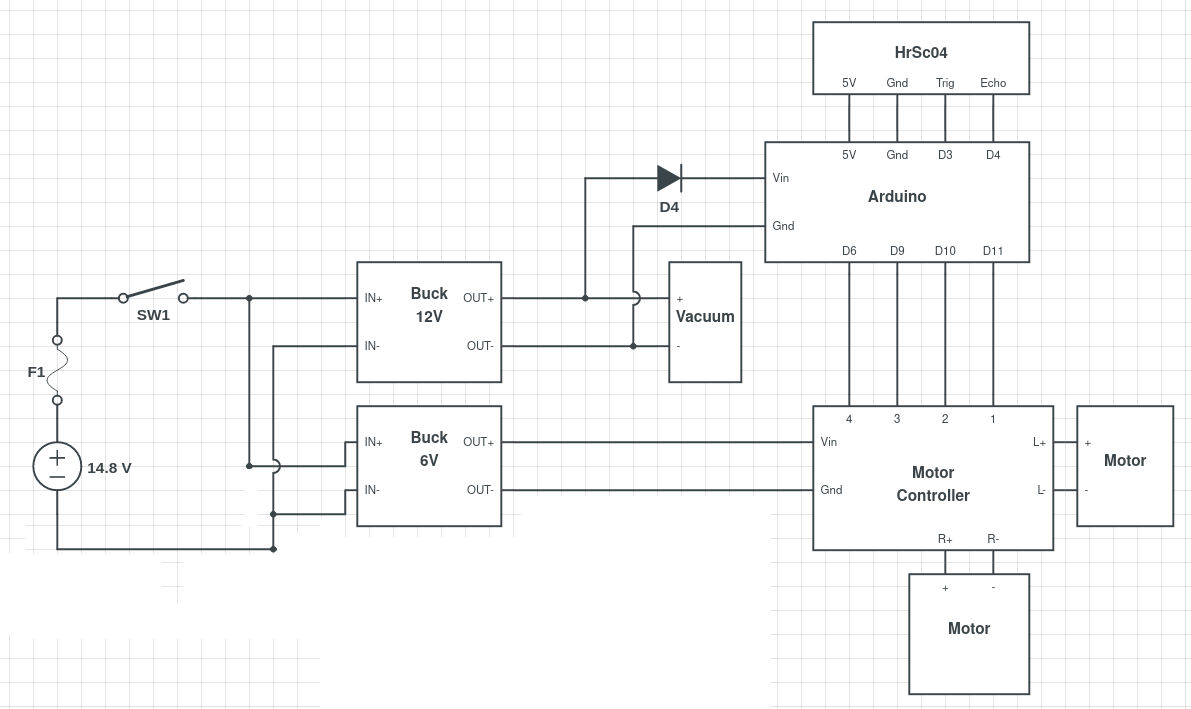 HrSc04
5V Gnd Trig Echo
5V Gnd D3 D4
Vin
Arduino
D4
Gnd
D6 D9 D10 D11
SW1
IN+ Buck OUT+
12V
IN- OUT-
+
Vacuum
-
F1
14.8 V
IN+ Buck OUT+
6V
IN- OUT-
4 3 2 1
Vin L+
Motor
Controller
Gnd L-
R+ R-
+
Motor
-
+ -
Motor